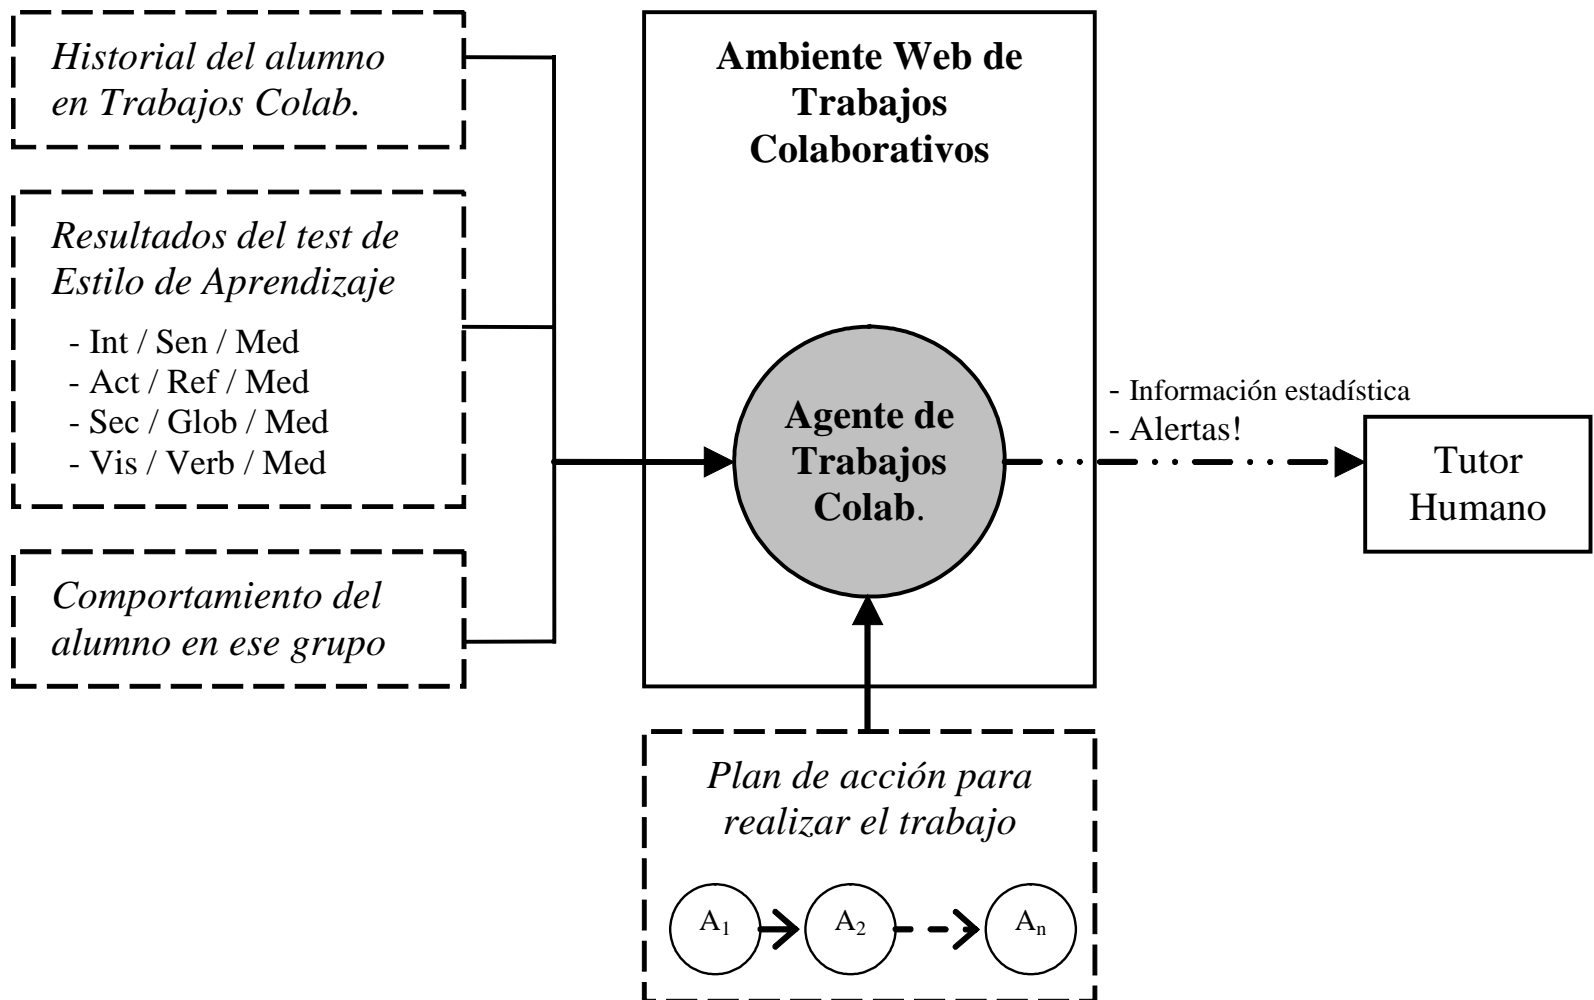 Historial del alumno
en Trabajos Colab.
Resultados del test de
Estilo de Aprendizaje
- Int / Sen / Med
- Act / Ref / Med
- Sec / Glob / Med
- Vis / Verb / Med
Comportamiento del
alumno en ese grupo
Ambiente Web de
Trabajos
Colaborativos
Agente de
Trabajos
Colab.
- Información estadística
- Alertas!
Tutor
Humano
Plan de acción para
realizar el trabajo
A1 A2 An